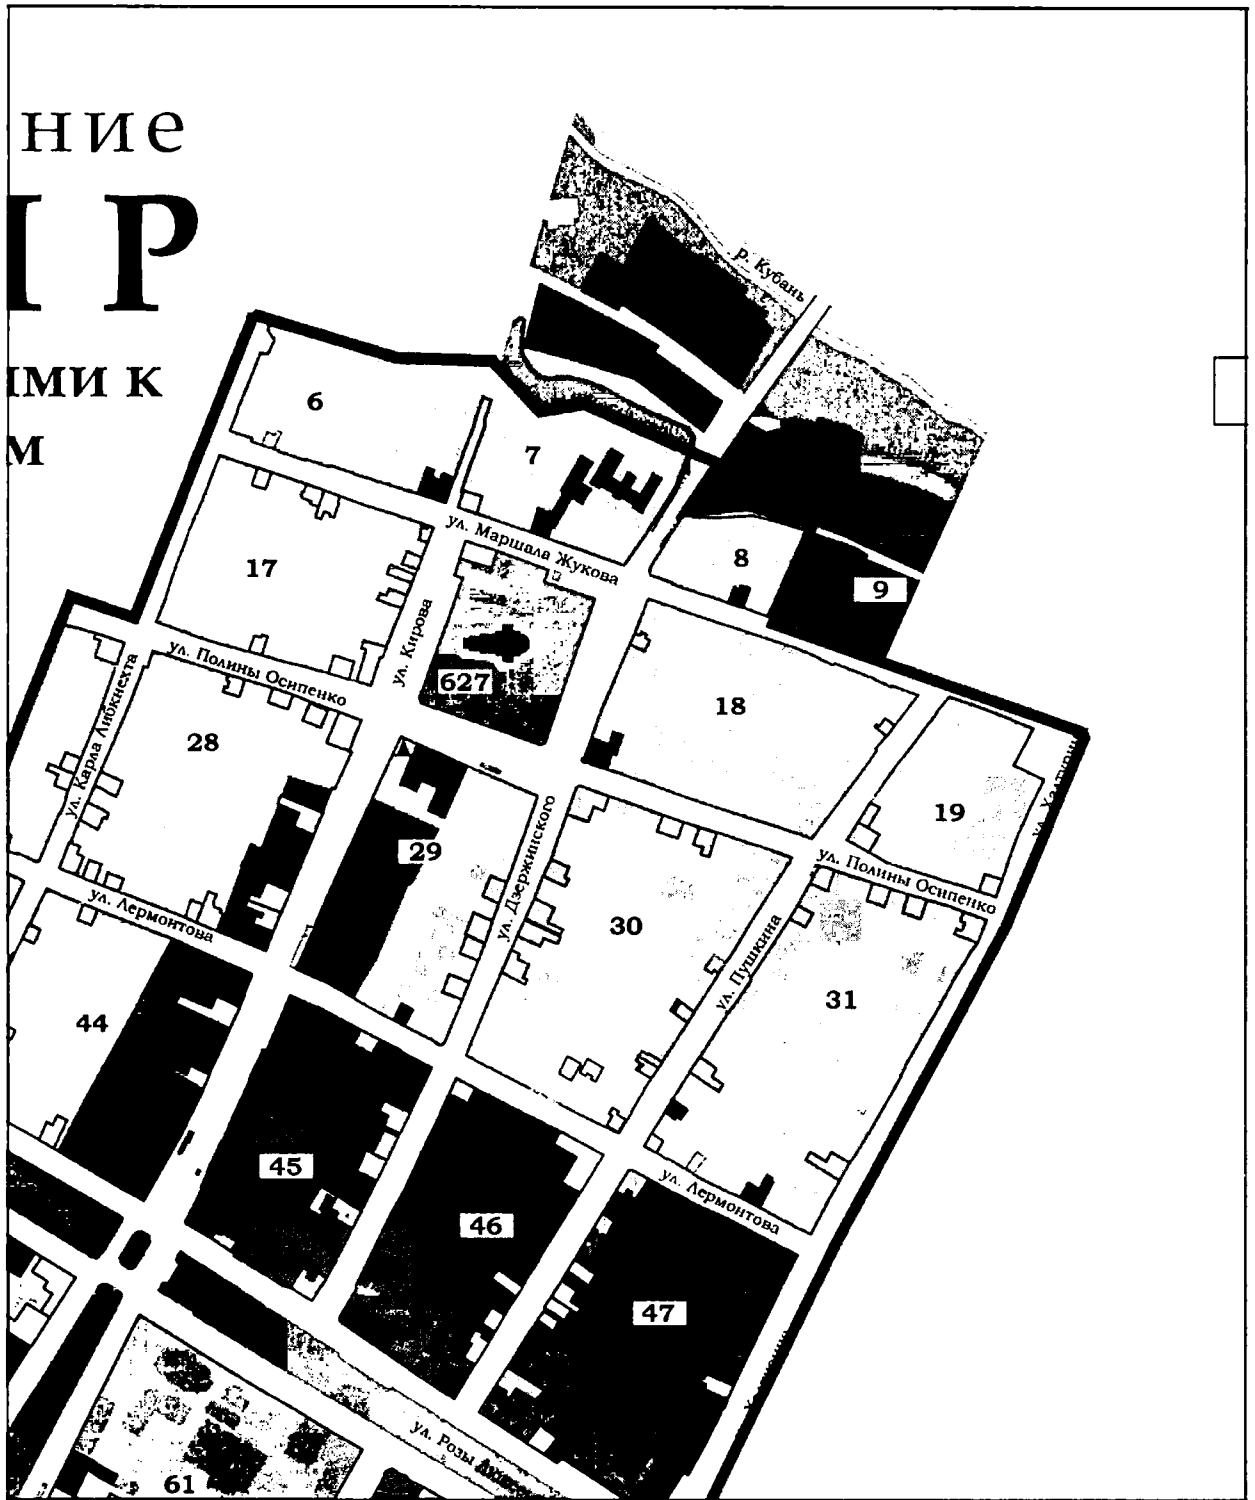 ние
Р
ими к
м
р. Кубань
6
7
ул. Маршала Жукова
8
9
17
ул. Кирова
ул. Полины Осипенко
627
18
ул. Карла Либкнехта
28
19
29
ул. Дзержинского
ул. Полины Осипенко
ул. Лермонтова
30
ул. Пушкина
31
44
45
ул. Лермонтова
46
47
ул. Розы
61